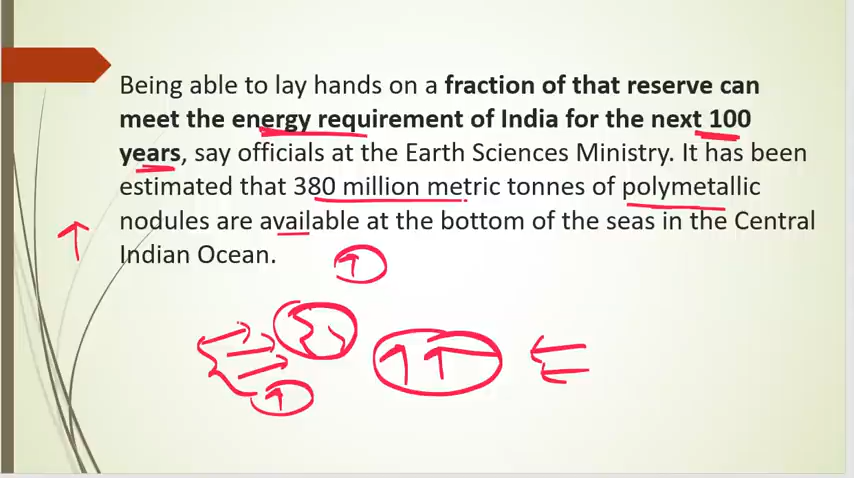 Being able to lay hands on a fraction of that reserve can
meet the energy requirement of India for the next 100
years, say officials at the Earth Sciences Ministry. It has been
estimated that 380 million metric tonnes of polymetallic
nodules are available at the bottom of the seas in the Central
Indian Ocean.